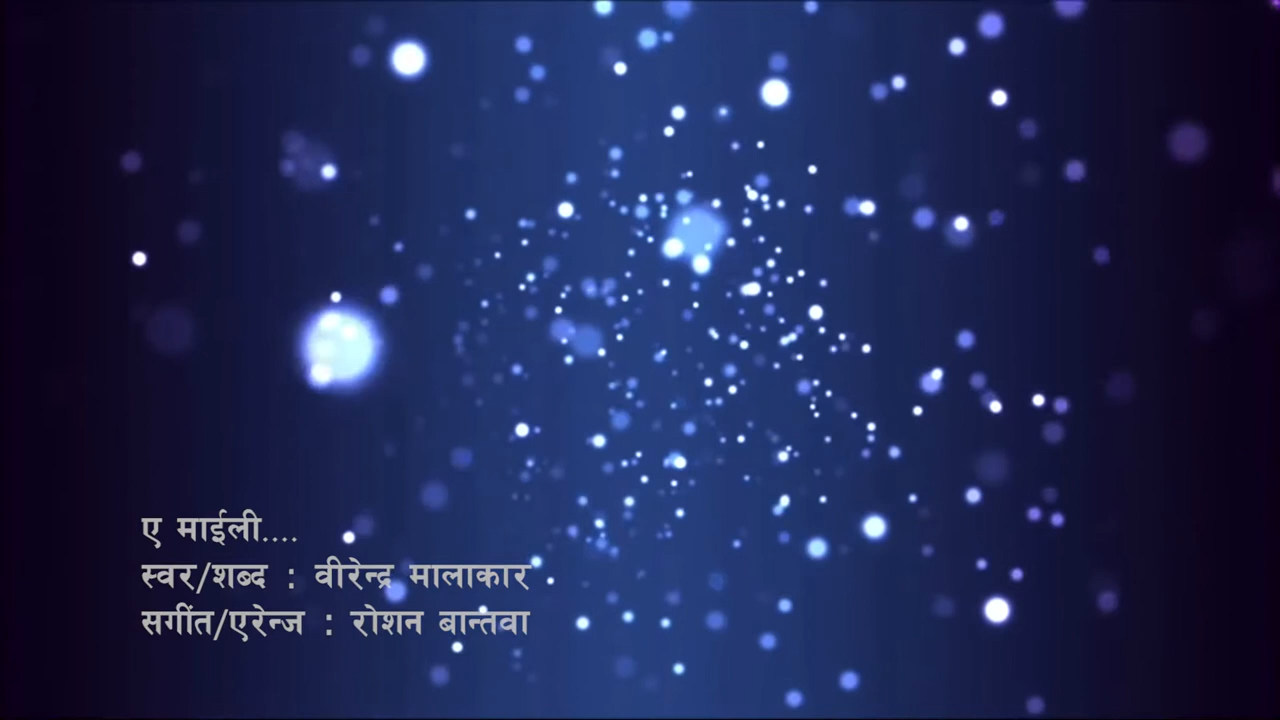 ए माईली....
स्वर/शब्द : वीरेन्द्र मालाकार
सगींत/एरेन्ज : रोशन बान्तवा